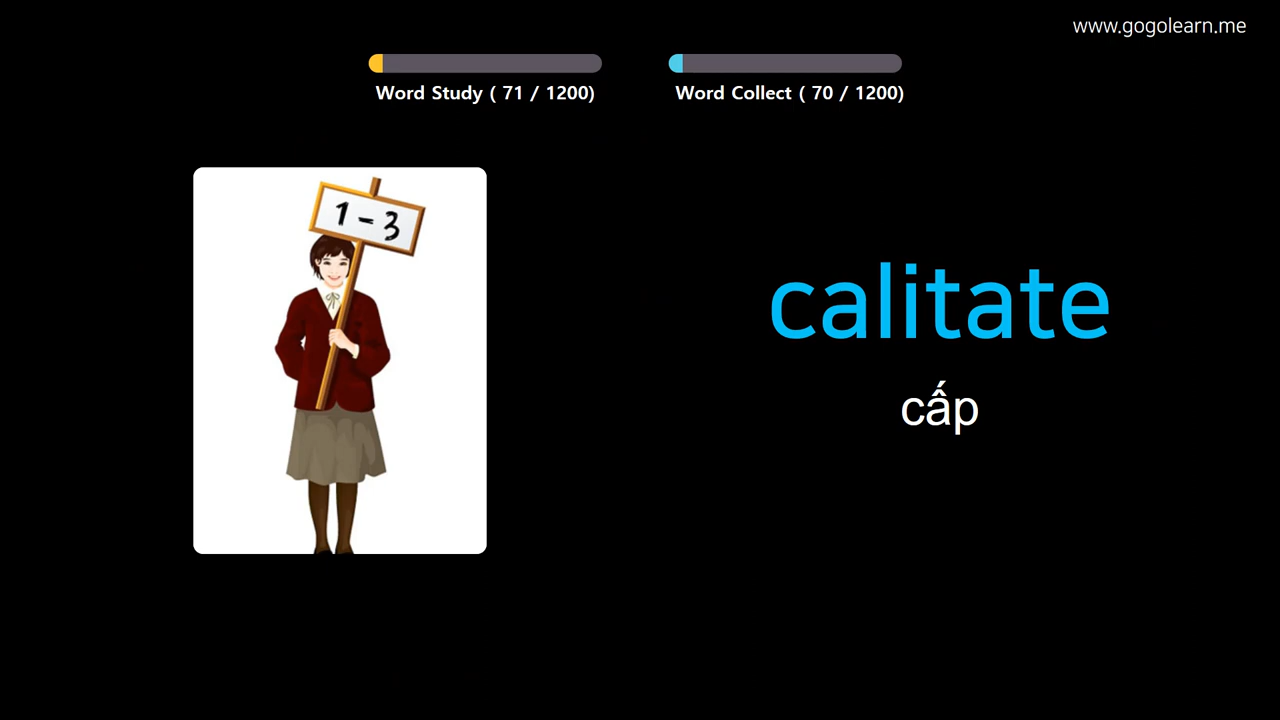 www.gogolearn.me
Word Study ( 71 / 1200)
Word Collect ( 70 / 1200)
1 - 3
calitate
cấp